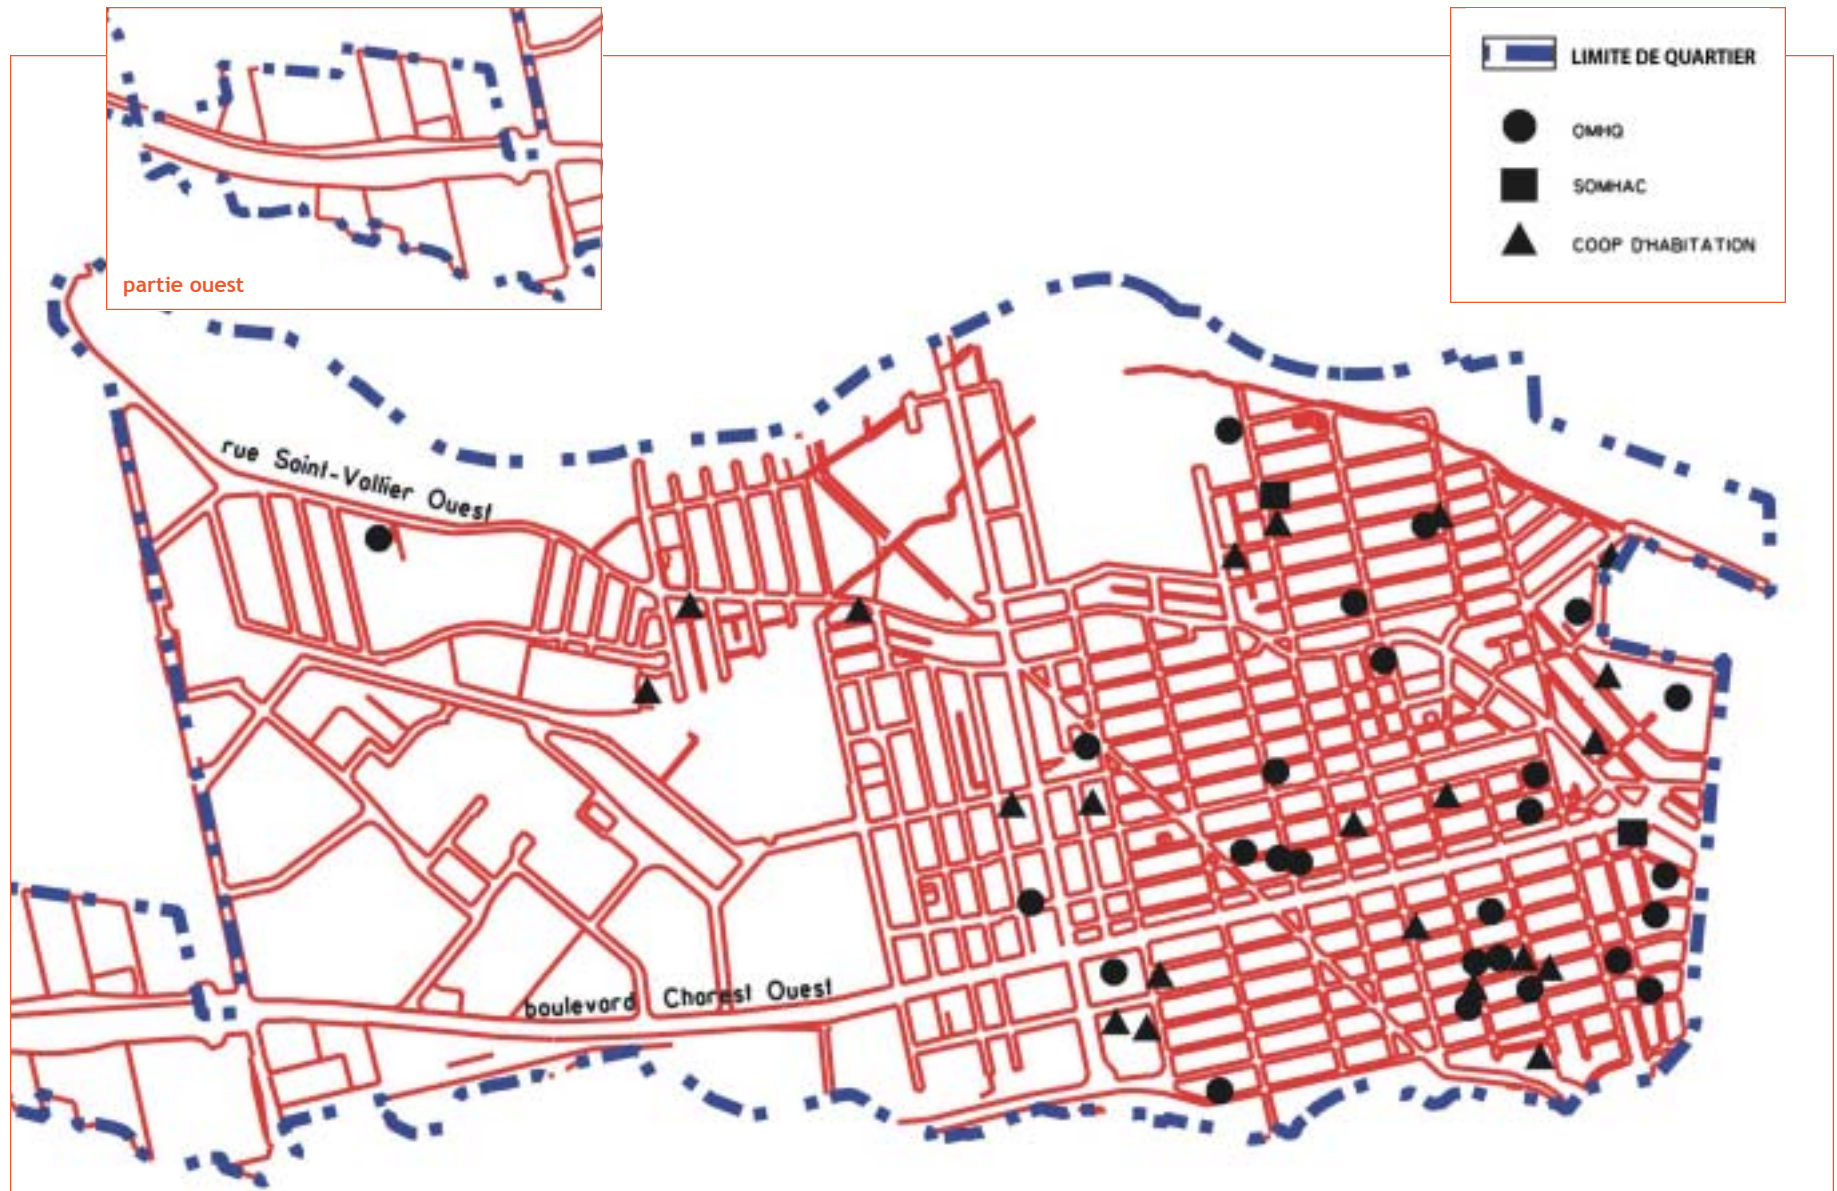 LIMITE DE QUARTIER
OMHQ
SOMHAC
COOP D'HABITATION
partie ouest
rue Saint-Vallier Ouest
boulevard Charest Ouest